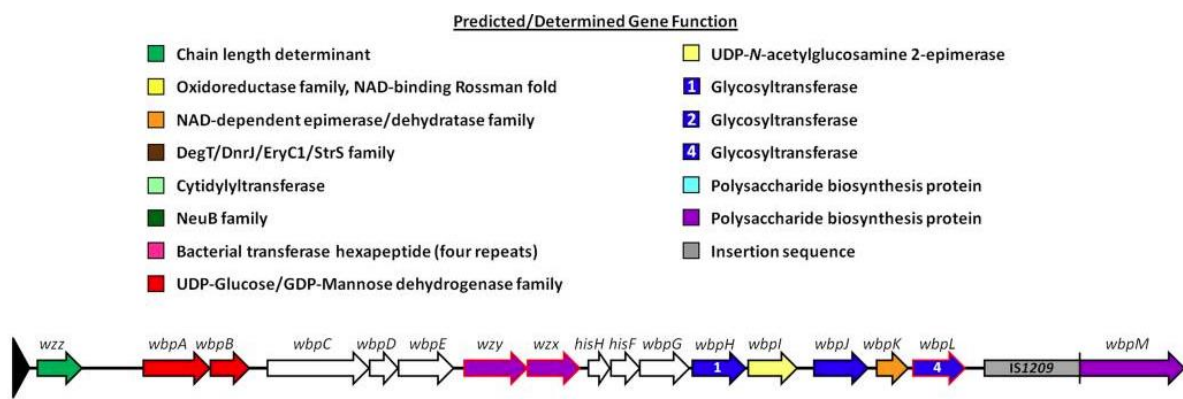 Predicted/Determined Gene Function
Chain length determinant
Oxidoreductase family, NAD-binding Rossman fold
NAD-dependent epimerase/dehydratase family
DegT/DnrJ/EryC1/StrS family
Cytidylyltransferase
NeuB family
Bacterial transferase hexapeptide (four repeats)
UDP-Glucose/GDP-Mannose dehydrogenase family
UDP-N-acetylglucosamine 2-epimerase
1 Glycosyltransferase
2 Glycosyltransferase
4 Glycosyltransferase
Polysaccharide biosynthesis protein
Polysaccharide biosynthesis protein
Insertion sequence
wzz wbpA wbpB wbpC wbpD wbpE wzy wzx hisH hisF wbpG wbpH wbpI wbpJ wbpK wbpL wbpM
1 4 IS1209